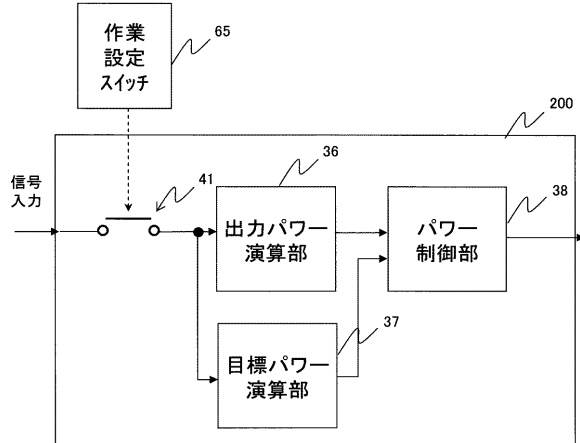 作業
設定
スイッチ
65
200
信号
入力
41
36
出力パワー
演算部
38
パワー
制御部
37
目標パワー
演算部